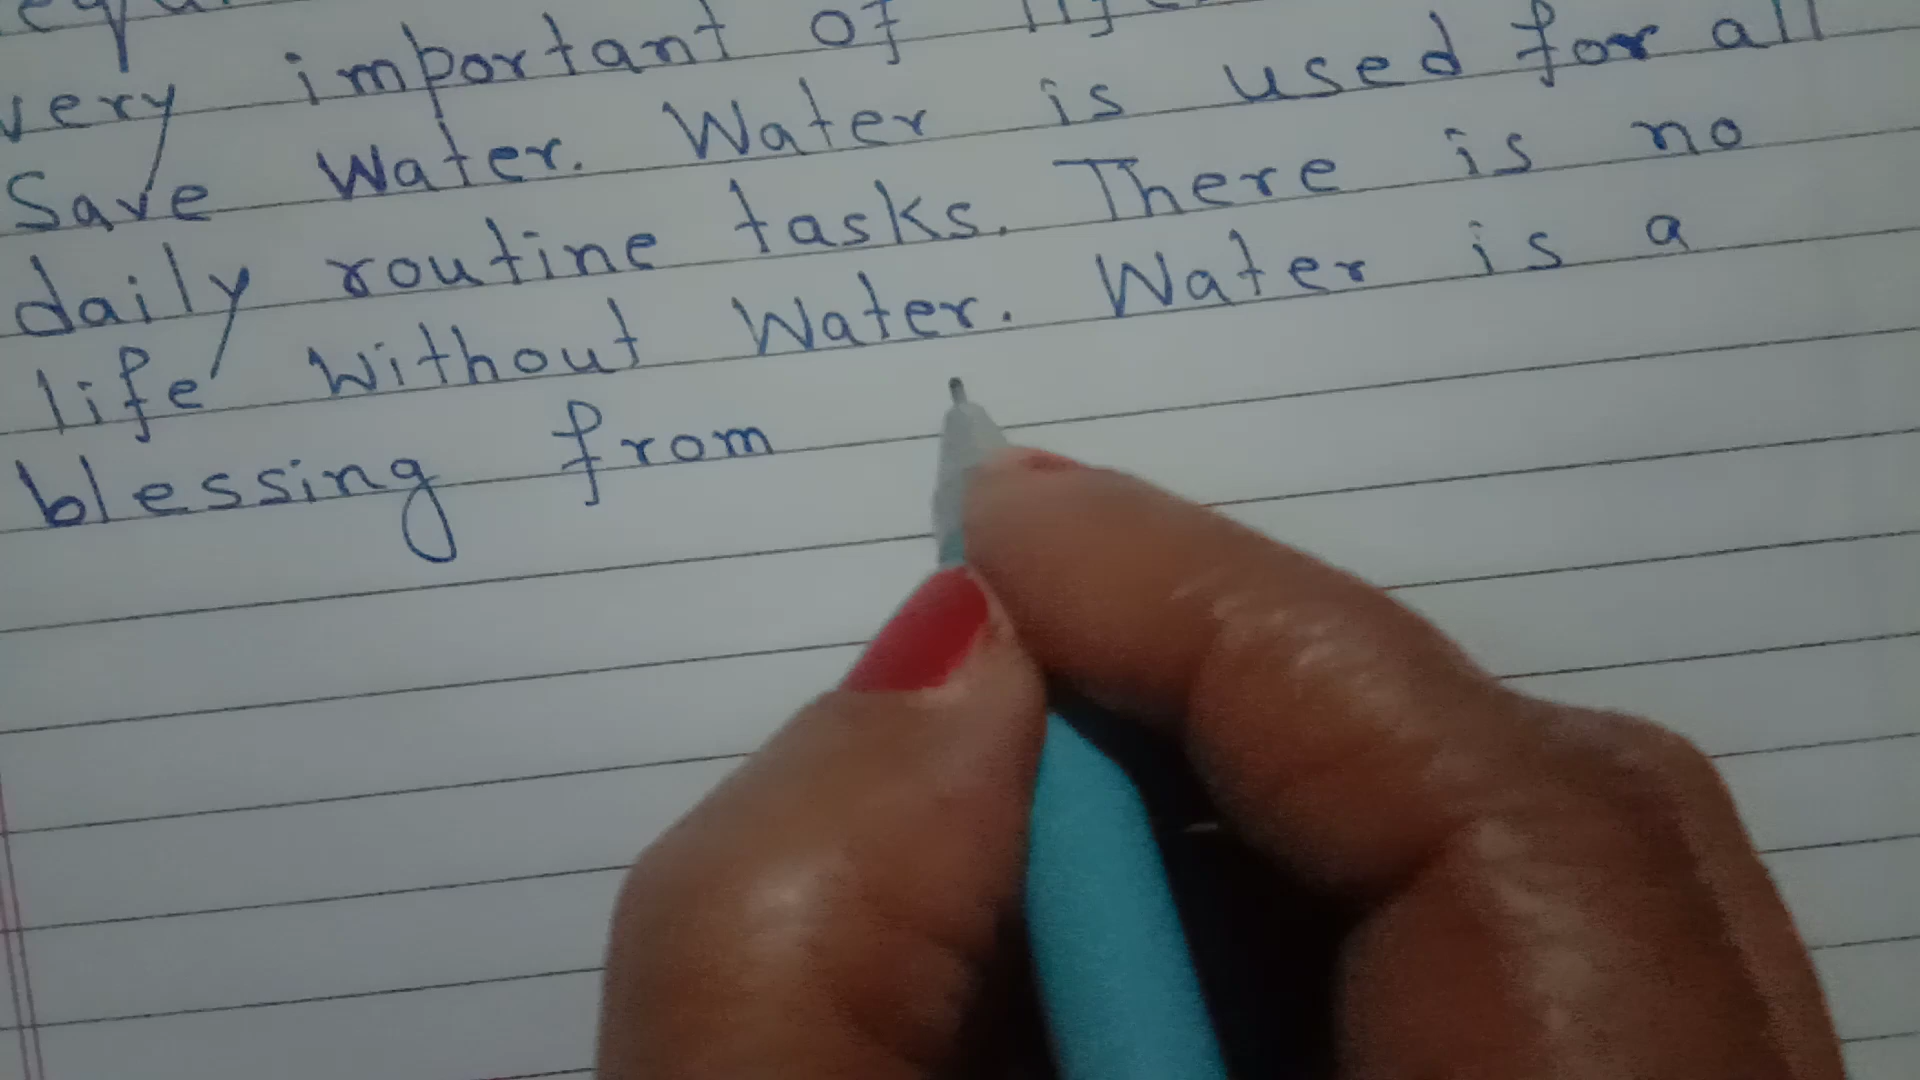 very important of
Save Water. Water is used for all
daily routine tasks. There is no
life Without Water. Water is a
blessing from